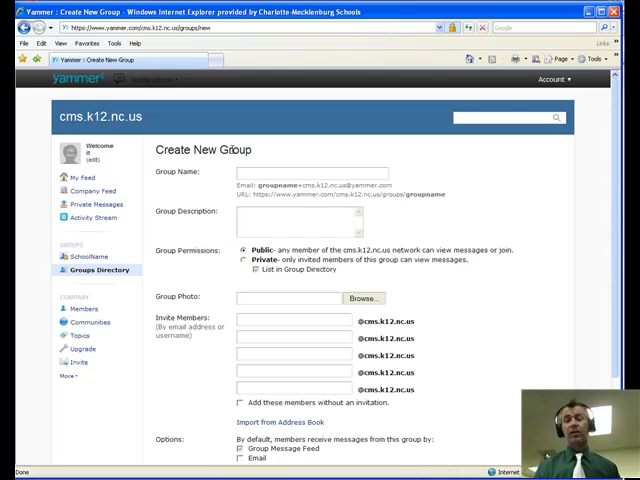 Yammer : Create New Group - Windows Internet Explorer provided by Charlotte-Mecklenburg Schools
https://www.yammer.com/cms.k12.nc.us/groups/new
Google
File Edit View Favorites Tools Help
Links
Yammer : Create New Group
Page
Tools
yammer
Notifications
Account
cms.k12.nc.us
Welcome
(edit)
My Feed
Company Feed
Private Messages
Activity Stream
GROUPS
SchoolName
Groups Directory
COMPANY
Members
Communities
Topics
Upgrade
Invite
More
Create New Group
Group Name:
Email: groupname+cms.k12.nc.us@yammer.com
URL: https://www.yammer.com/cms.k12.nc.us/groups/groupname
Group Description:
Group Permissions:
Public- any member of the cms.k12.nc.us network can view messages or join.
Private- only invited members of this group can view messages.
List in Group Directory
Group Photo:
Browse...
Invite Members:
(By email address or
username)
@cms.k12.nc.us
@cms.k12.nc.us
@cms.k12.nc.us
@cms.k12.nc.us
@cms.k12.nc.us
Add these members without an invitation.
Import from Address Book
Options:
By default, members receive messages from this group by:
Group Message Feed
Email
Done
Internet